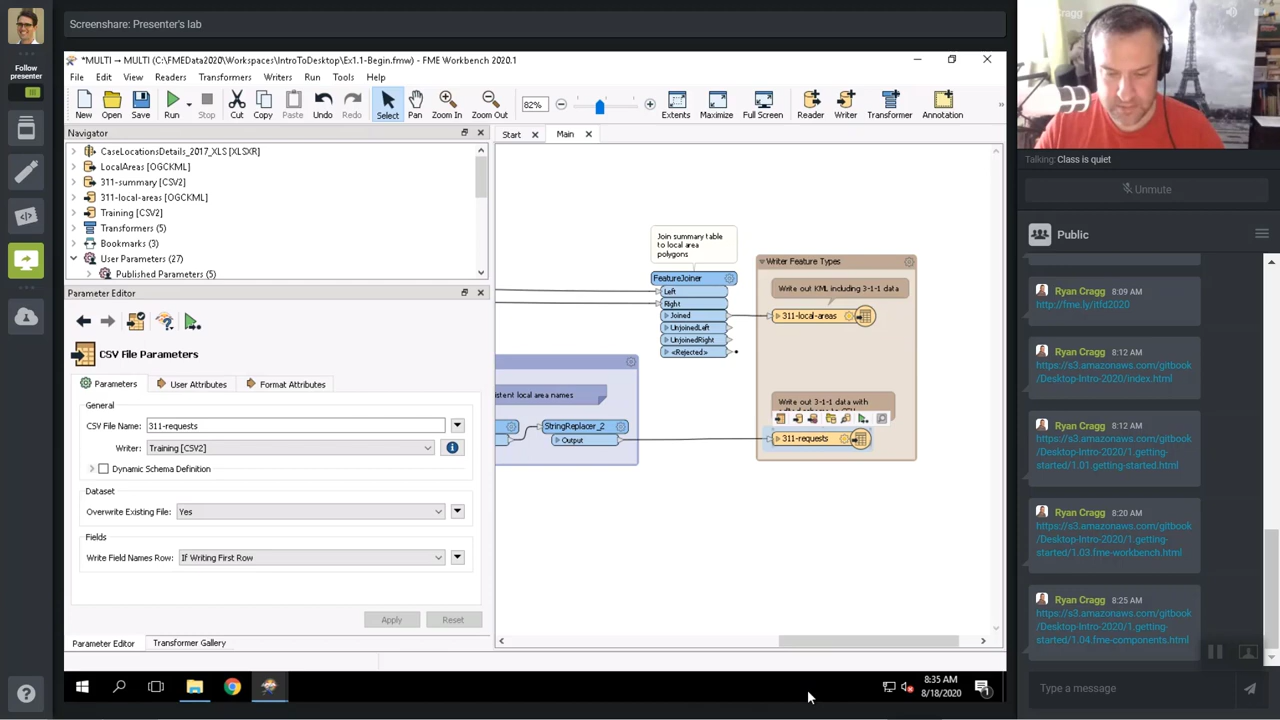 Screenshare: Presenter's lab
Follow
presenter
*MULTI → MULTI (C:\FMEData2020\Workspaces\IntroToDesktop\Ex1.1-Begin.fmw) - FME Workbench 2020.1
File Edit View Readers Transformers Writers Run Tools Help
New Open Save Run Stop Cut Copy Paste Undo Redo Select Pan Zoom In 82% Zoom Out Extents Maximize Full Screen Reader Writer Transformer Annotation
Navigator
CaseLocationsDetails_2017_XLS [XLSXR]
LocalAreas [OGCKML]
311-summary [CSV2]
311-local-areas [OGCKML]
Training [CSV2]
Transformers (5)
Bookmarks (3)
User Parameters (27)
Published Parameters (5)
Parameter Editor
CSV File Parameters
Parameters User Attributes Format Attributes
General
CSV File Name: 311-requests
Writer: Training [CSV2]
Dynamic Schema Definition
Dataset
Overwrite Existing File: Yes
Fields
Write Field Names Row: If Writing First Row
Apply Reset
Parameter Editor Transformer Gallery
Start Main
Join summary table
to local area
polygons
FeatureJoiner
Left
Right
Joined
UnjoinedLeft
UnjoinedRight
<Rejected>
Writer Feature Types
Write out KML including 3-1-1 data
311-local-areas
Write out 3-1-1 data with
311-requests
istent local area names
StringReplacer_2
Output
8:35 AM
8/18/2020
1
Cragg
Talking: Class is quiet
Unmute
Public
Ryan Cragg 8:09 AM
http://fme.ly/itfd2020
Ryan Cragg 8:12 AM
https://s3.amazonaws.com/gitbook
/Desktop-Intro-2020/index.html
Ryan Cragg 8:12 AM
https://s3.amazonaws.com/gitbook
/Desktop-Intro-2020/1.getting-
started/1.01.getting-started.html
Ryan Cragg 8:20 AM
https://s3.amazonaws.com/gitbook
/Desktop-Intro-2020/1.getting-
started/1.03.fme-workbench.html
Ryan Cragg 8:25 AM
https://s3.amazonaws.com/gitbook
/Desktop-Intro-2020/1.getting-
started/1.04.fme-components.html
Type a message